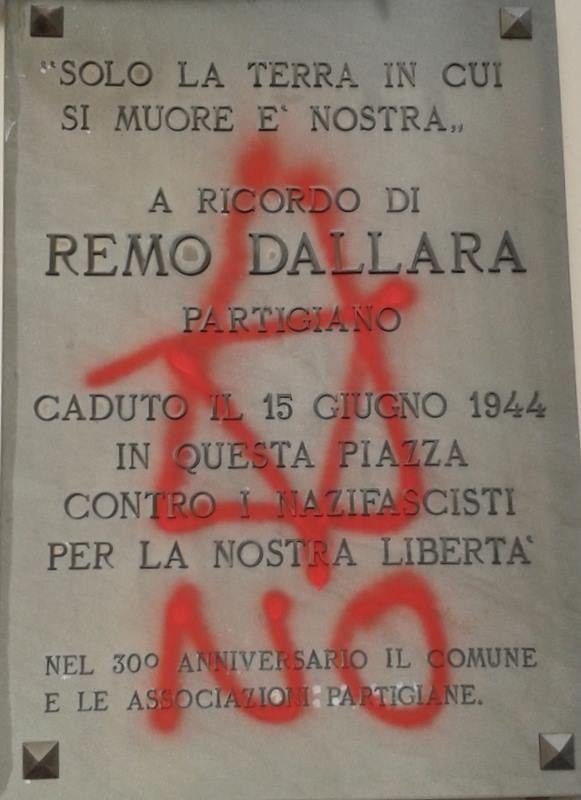 “SOLO LA TERRA IN CUI
SI MUORE E' NOSTRA„
A RICORDO DI
REMO DALLARA
PARTIGIANO
CADUTO IL 15 GIUGNO 1944
IN QUESTA PIAZZA
CONTRO I NAZIFASCISTI
PER LA NOSTRA LIBERTA'
NEL 30º ANNIVERSARIO IL COMUNE
E LE ASSOCIAZIONI PARTIGIANE.
NO